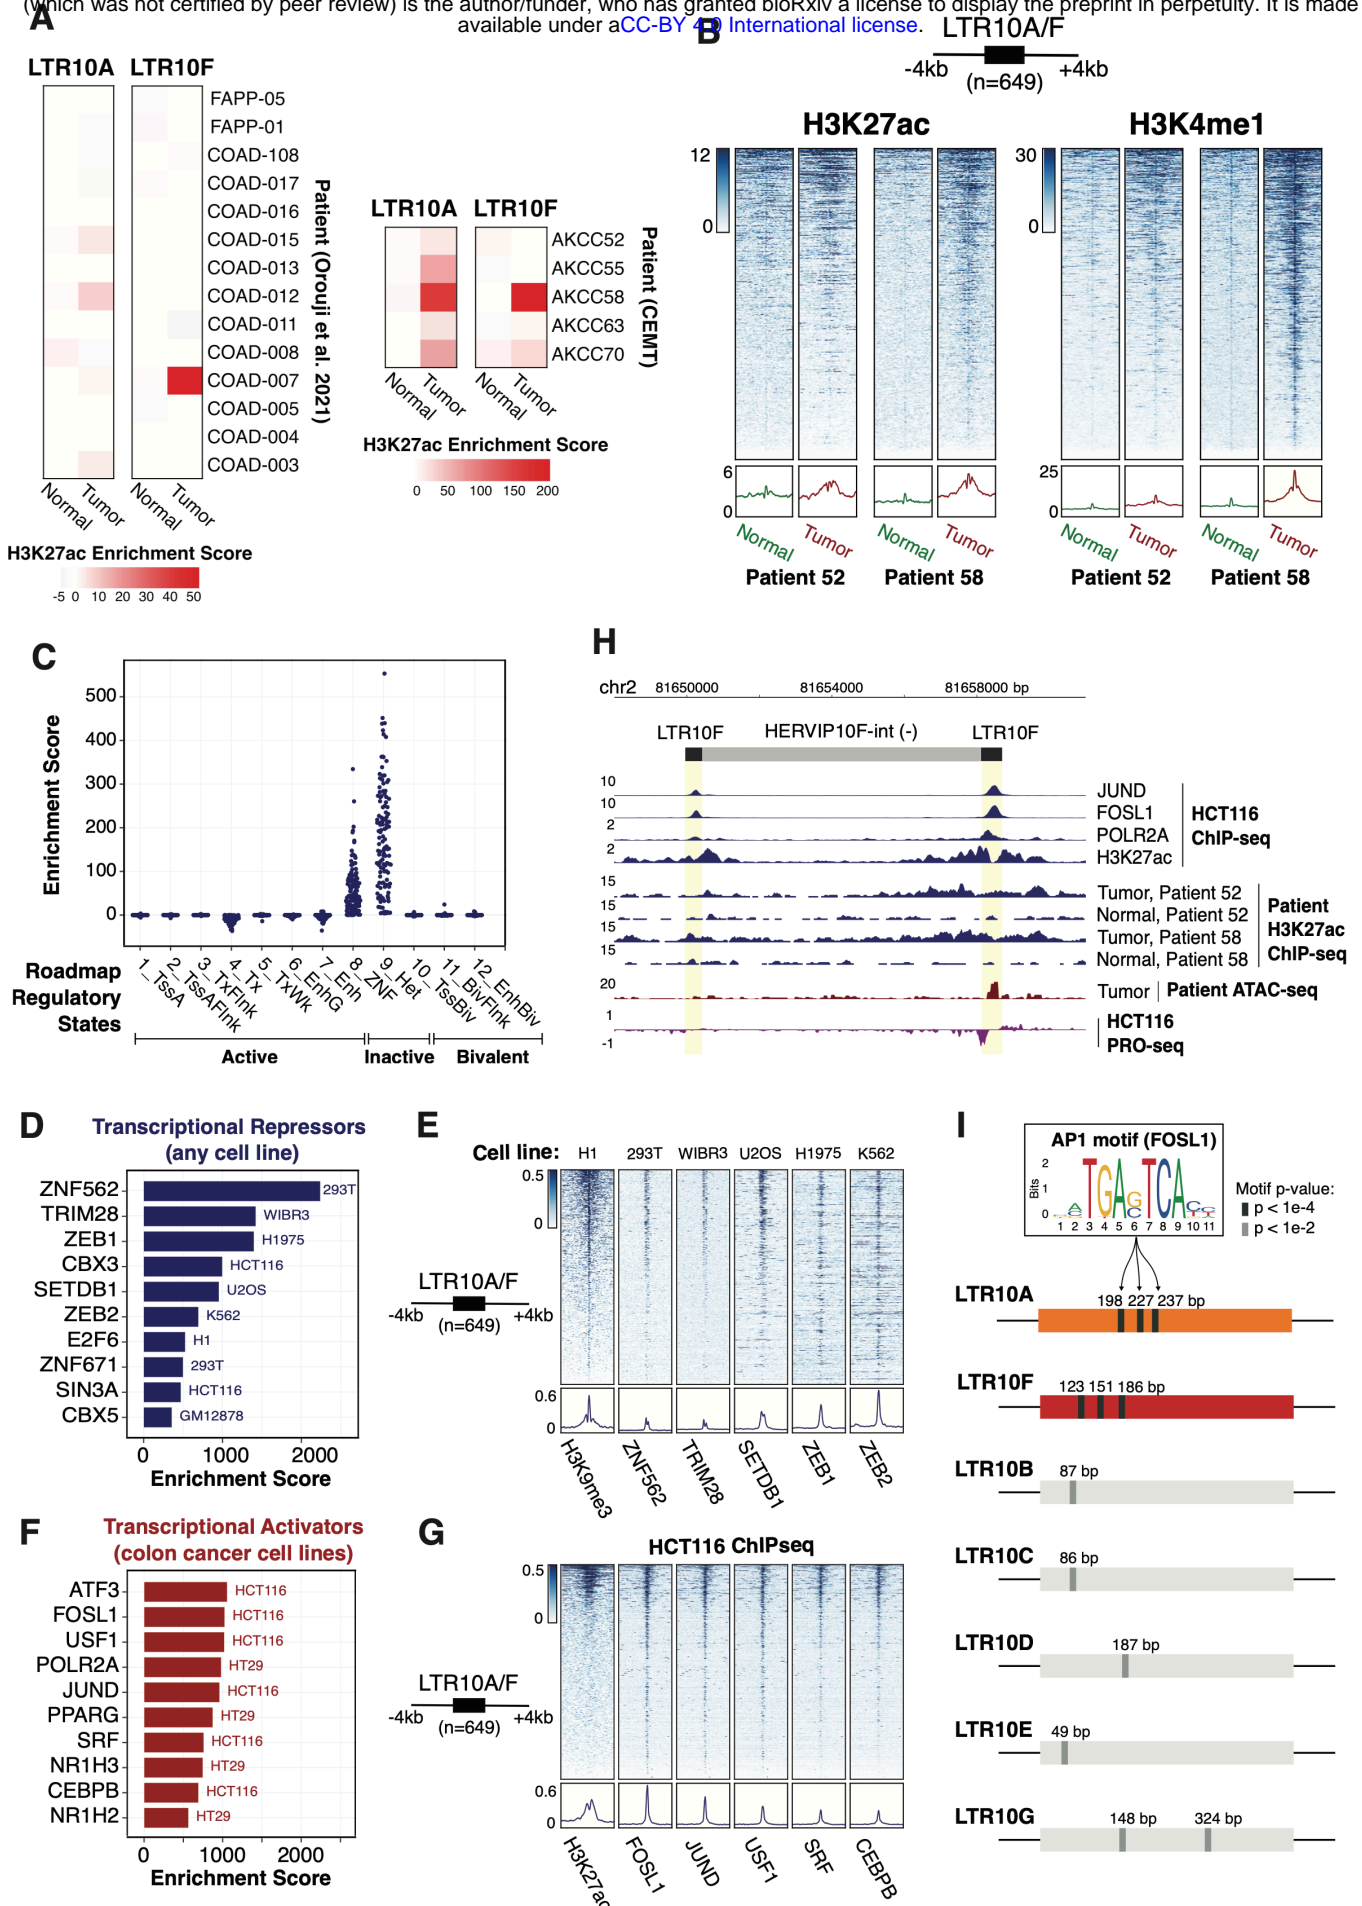 (which was not certified by peer review) is the author/funder, who has granted bioRxiv a license to display the preprint in perpetuity. It is made
available under aCC-BY 4.0 International license.
A
LTR10A LTR10F
FAPP-05
FAPP-01
COAD-108
COAD-017
COAD-016
COAD-015
COAD-013
COAD-012
COAD-011
COAD-008
COAD-007
COAD-005
COAD-004
COAD-003
Patient (Orouji et al. 2021)
Normal Tumor Normal Tumor
H3K27ac Enrichment Score
-5 0 10 20 30 40 50
LTR10A LTR10F
AKCC52
AKCC55
AKCC58
AKCC63
AKCC70
Patient (CEMT)
Normal Tumor Normal Tumor
H3K27ac Enrichment Score
0 50 100 150 200
B
LTR10A/F
-4kb +4kb
(n=649)
H3K27ac H3K4me1
12
0
30
0
6
0
25
0
Normal Tumor Normal Tumor Normal Tumor Normal Tumor
Patient 52 Patient 58 Patient 52 Patient 58
C
Enrichment Score
500
400
300
200
100
0
Roadmap
Regulatory
States
1_TssA
2_TssAFlnk
3_TxFlnk
4_Tx
5_TxWk
6_EnhG
7_Enh
8_ZNF
9_Het
10_TssBiv
11_BivFlnk
12_EnhBiv
Active Inactive Bivalent
H
chr2 81650000 81654000 81658000 bp
LTR10F HERVIP10F-int (-) LTR10F
10 JUND
10 FOSL1
2 POLR2A
2 H3K27ac
HCT116
ChIP-seq
15 Tumor, Patient 52
15 Normal, Patient 52
15 Tumor, Patient 58
15 Normal, Patient 58
Patient
H3K27ac
ChIP-seq
20 Tumor Patient ATAC-seq
1
-1
HCT116
PRO-seq
D
Transcriptional Repressors
(any cell line)
ZNF562 293T
TRIM28 WIBR3
ZEB1 H1975
CBX3 HCT116
SETDB1 U2OS
ZEB2 K562
E2F6 H1
ZNF671 293T
SIN3A HCT116
CBX5 GM12878
0 1000 2000
Enrichment Score
E
Cell line: H1 293T WIBR3 U2OS H1975 K562
0.5
0
LTR10A/F
-4kb +4kb
(n=649)
0.6
0
H3K9me3 ZNF562 TRIM28 SETDB1 ZEB1 ZEB2
F
Transcriptional Activators
(colon cancer cell lines)
ATF3 HCT116
FOSL1 HCT116
USF1 HCT116
POLR2A HT29
JUND HCT116
PPARG HT29
SRF HCT116
NR1H3 HT29
CEBPB HCT116
NR1H2 HT29
0 1000 2000
Enrichment Score
G
HCT116 ChIPseq
0.5
0
LTR10A/F
-4kb +4kb
(n=649)
0.6
0
H3K27ac FOSL1 JUND USF1 SRF CEBPB
I
AP1 motif (FOSL1)
Bits
2
1
0
1 2 3 4 5 6 7 8 9 10 11
Motif p-value:
p < 1e-4
p < 1e-2
LTR10A
198 227 237 bp
LTR10F
123 151 186 bp
LTR10B
87 bp
LTR10C
86 bp
LTR10D
187 bp
LTR10E
49 bp
LTR10G
148 bp 324 bp